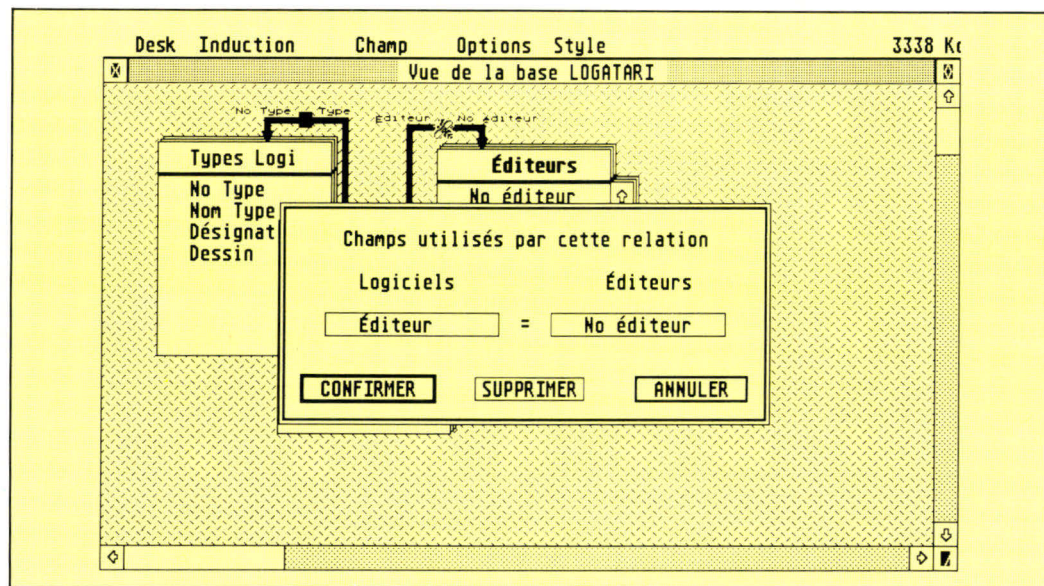 Desk Induction Champ Options Style 3338 Ko
Vue de la base LOGATARI
No Type Type Éditeur No éditeur
Types Logi
Éditeurs
No Type
No éditeur
Nom Type
Désignat
Dessin
Champs utilisés par cette relation
Logiciels Éditeurs
Éditeur = No éditeur
CONFIRMER SUPPRIMER ANNULER